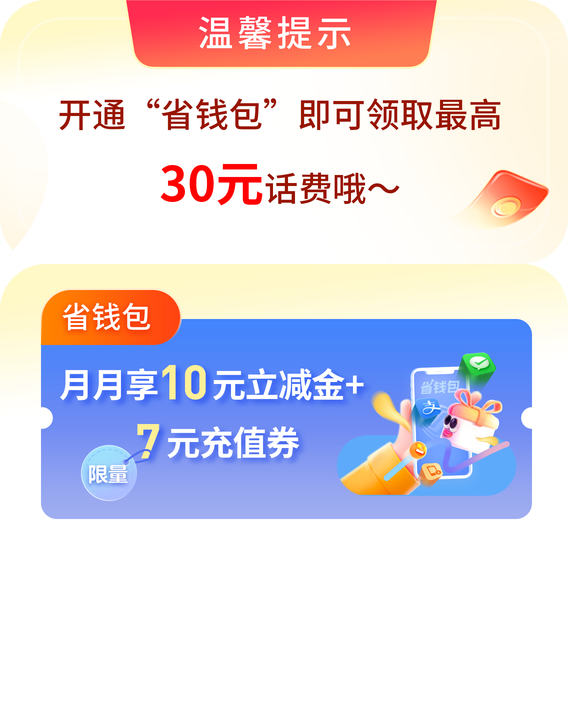 温馨提示
开通“省钱包”即可领取最高
30元话费哦～
省钱包
月月享10元立减金+
7元充值券
限量
省钱包